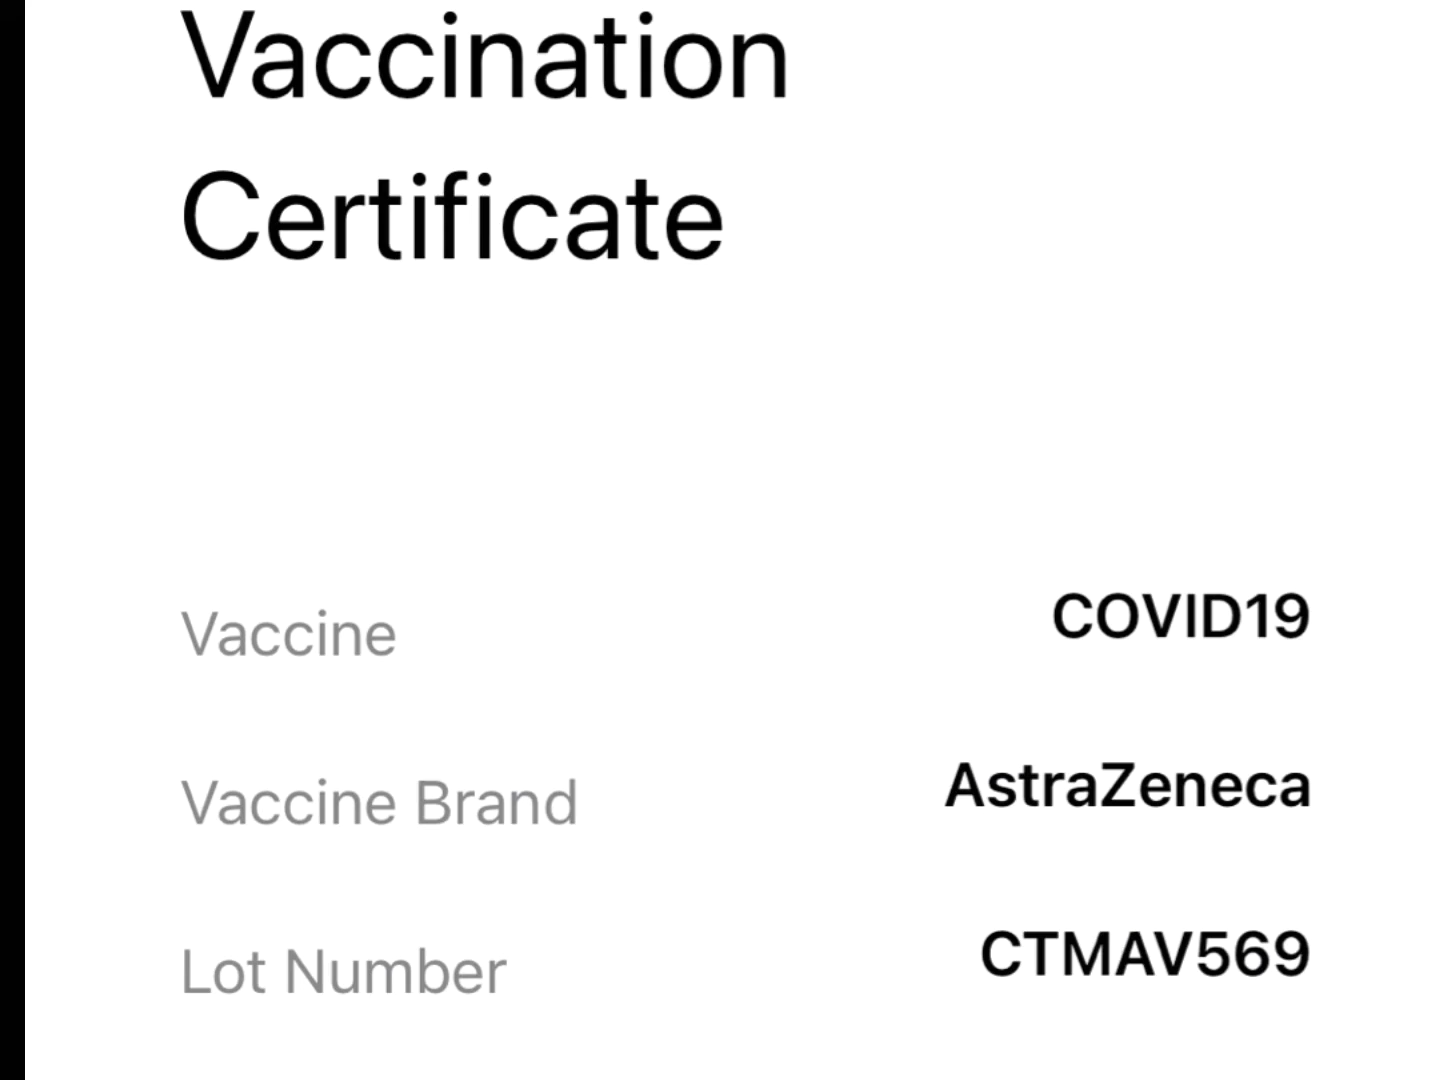 Vaccination
Certificate
Vaccine COVID19
Vaccine Brand AstraZeneca
Lot Number CTMAV569